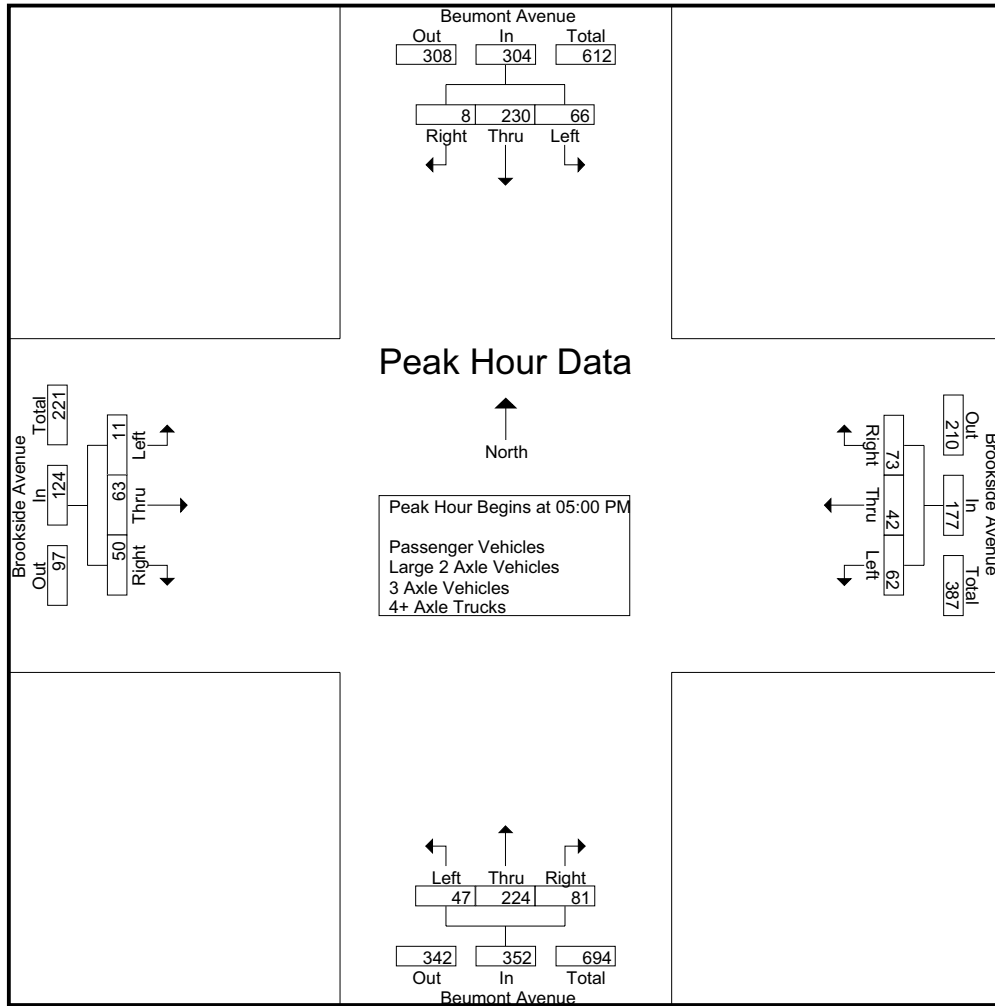 Beumont Avenue
Out In Total
308 304 612
8 230 66
Right Thru Left
Peak Hour Data
North
Peak Hour Begins at 05:00 PM
Passenger Vehicles
Large 2 Axle Vehicles
3 Axle Vehicles
4+ Axle Trucks
Brookside Avenue
Total In Out
221 124 97
11 63 50
Left Thru Right
Brookside Avenue
Out In Total
210 177 387
73 42 62
Right Thru Left
Left Thru Right
47 224 81
342 352 694
Out In Total
Beumont Avenue